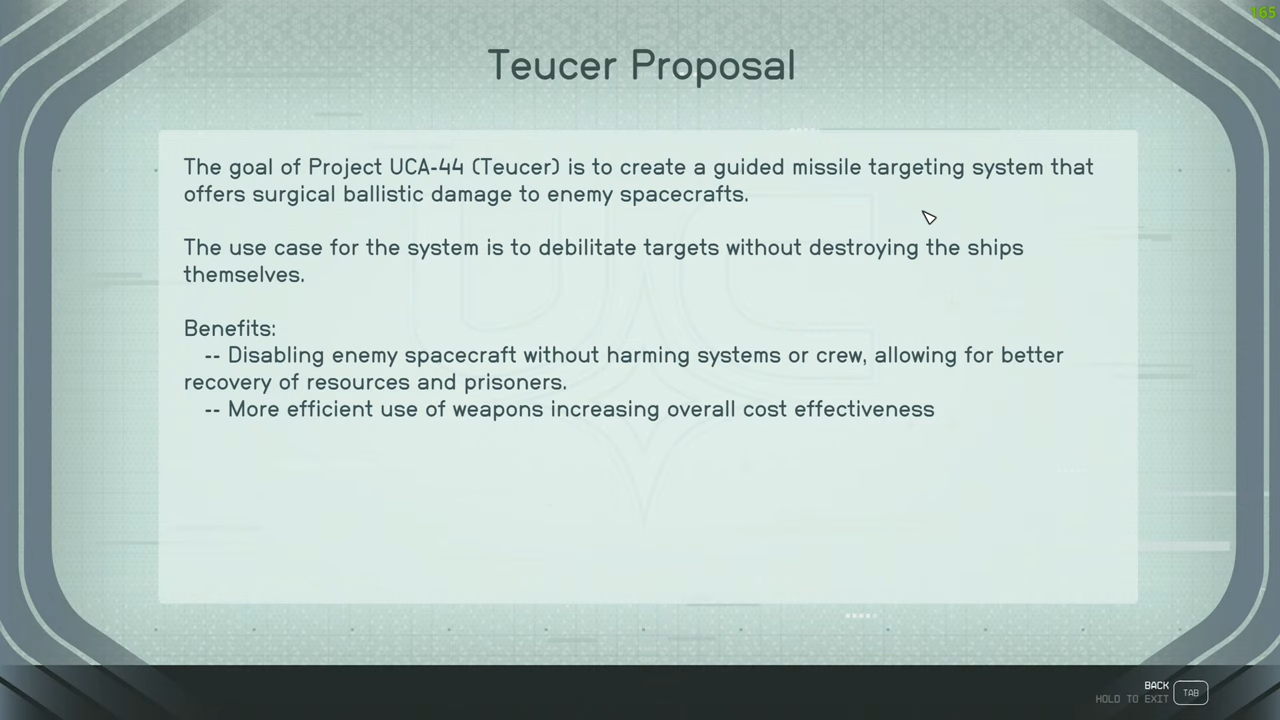 165
Teucer Proposal
The goal of Project UCA-44 (Teucer) is to create a guided missile targeting system that
offers surgical ballistic damage to enemy spacecrafts.
The use case for the system is to debilitate targets without destroying the ships
themselves.
Benefits:
-- Disabling enemy spacecraft without harming systems or crew, allowing for better
recovery of resources and prisoners.
-- More efficient use of weapons increasing overall cost effectiveness
UC
BACK
HOLD TO EXIT TAB